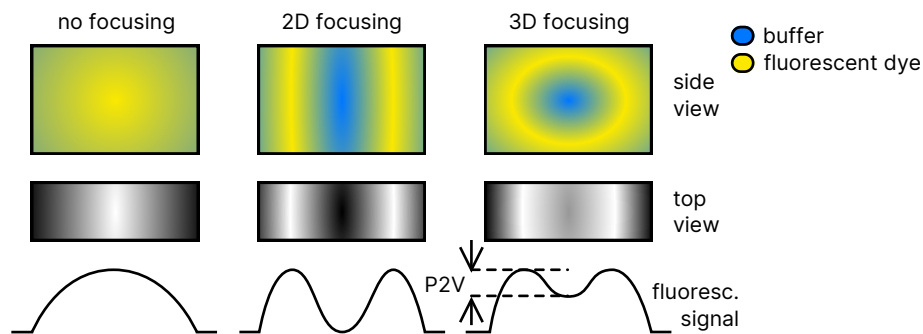 no focusing
2D focusing
3D focusing
buffer
fluorescent dye
side
view
top
view
P2V
fluoresc.
signal